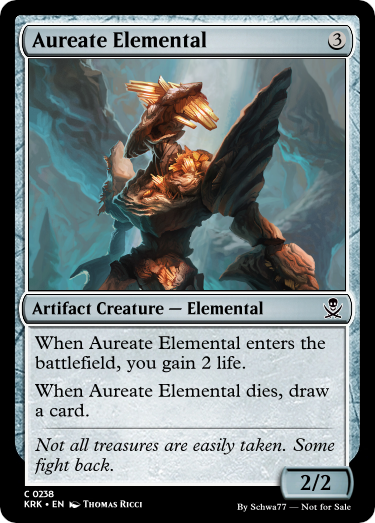 Aureate Elemental 3
Artifact Creature — Elemental
When Aureate Elemental enters the
battlefield, you gain 2 life.
When Aureate Elemental dies, draw
a card.
Not all treasures are easily taken. Some
fight back.
2/2
C 0238
KRK • EN Thomas Ricci
By Schwa77 — Not for Sale